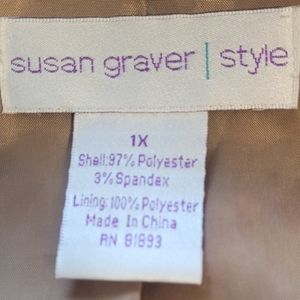 susan graver | style
1X
Shell:97% Polyester
3% Spandex
Lining:100% Polyester
Made In China
RN 81893